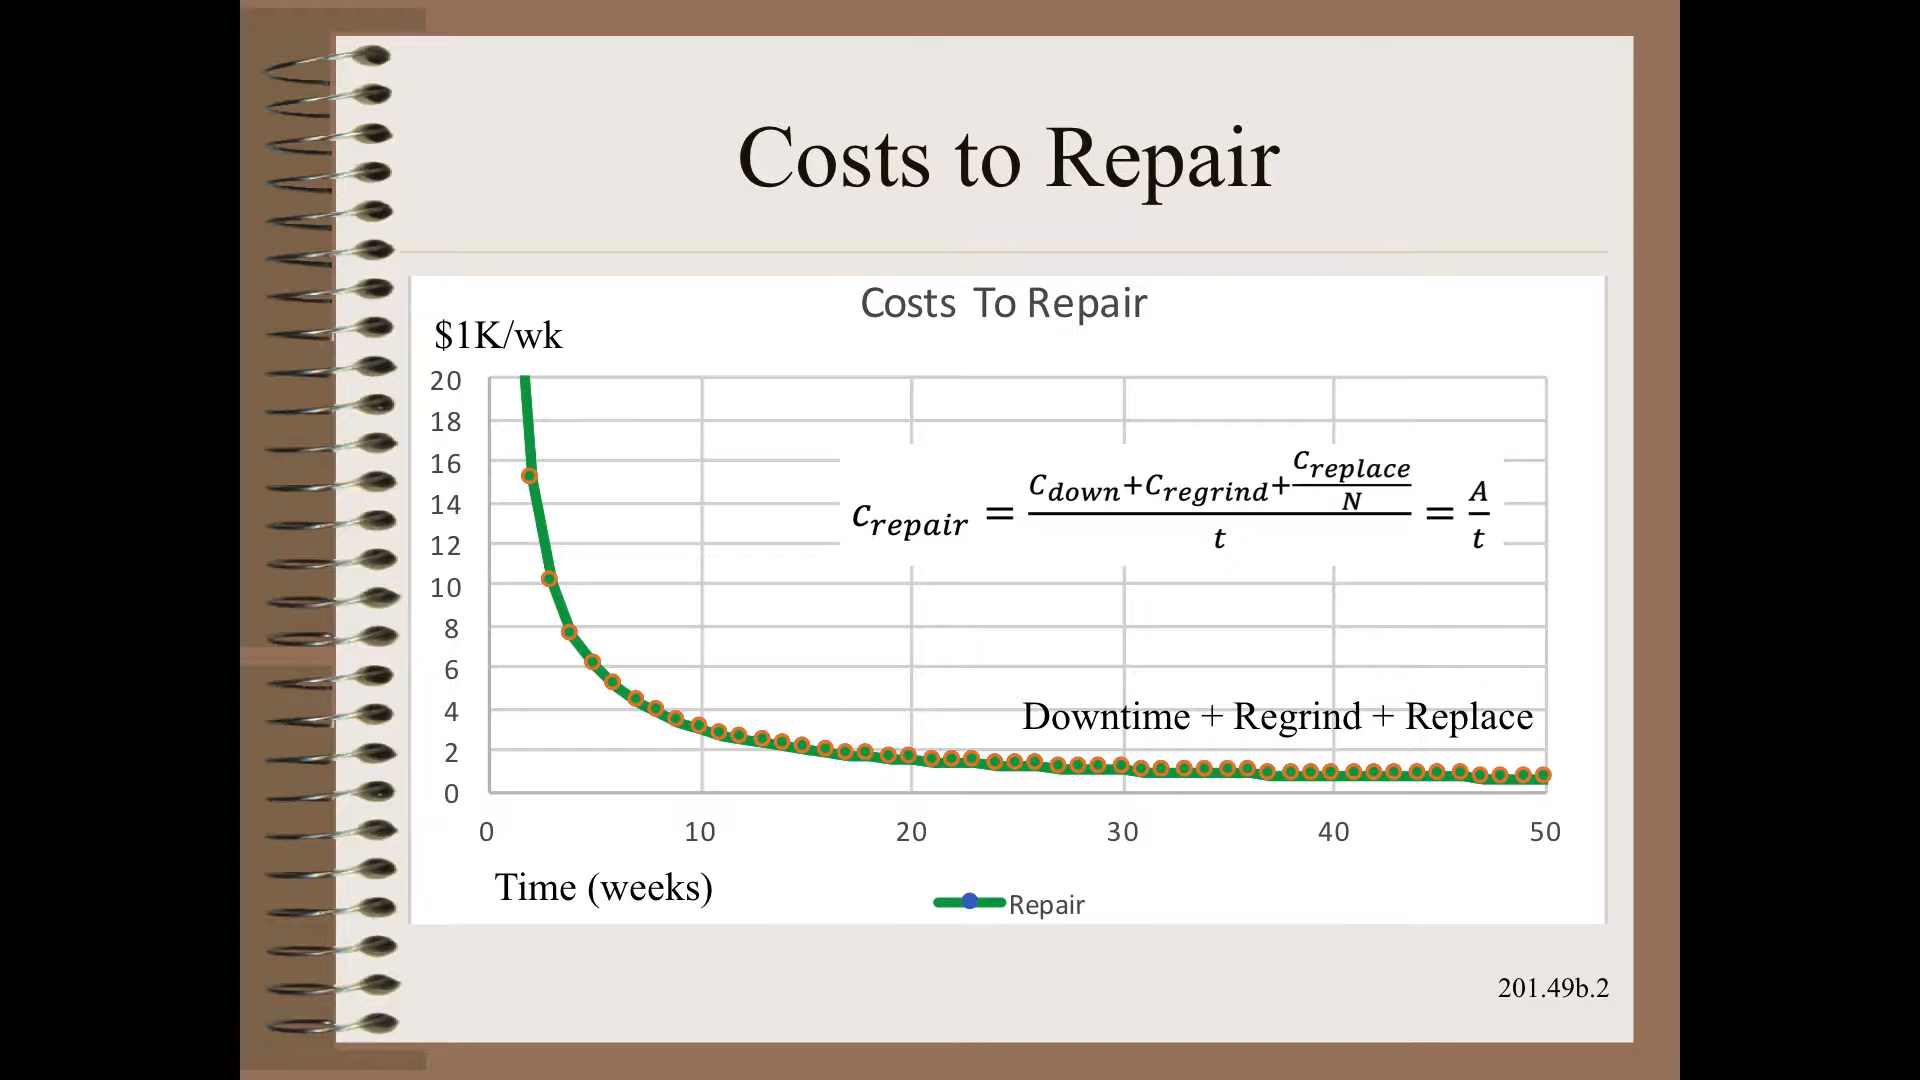 Costs to Repair
Costs To Repair
$1K/wk
20
18
16
14
12
10
8
6
4
2
0
C_repair = (C_down+C_regrind+C_replace/N)/t = A/t
Downtime + Regrind + Replace
0 10 20 30 40 50
Time (weeks)
Repair
201.49b.2